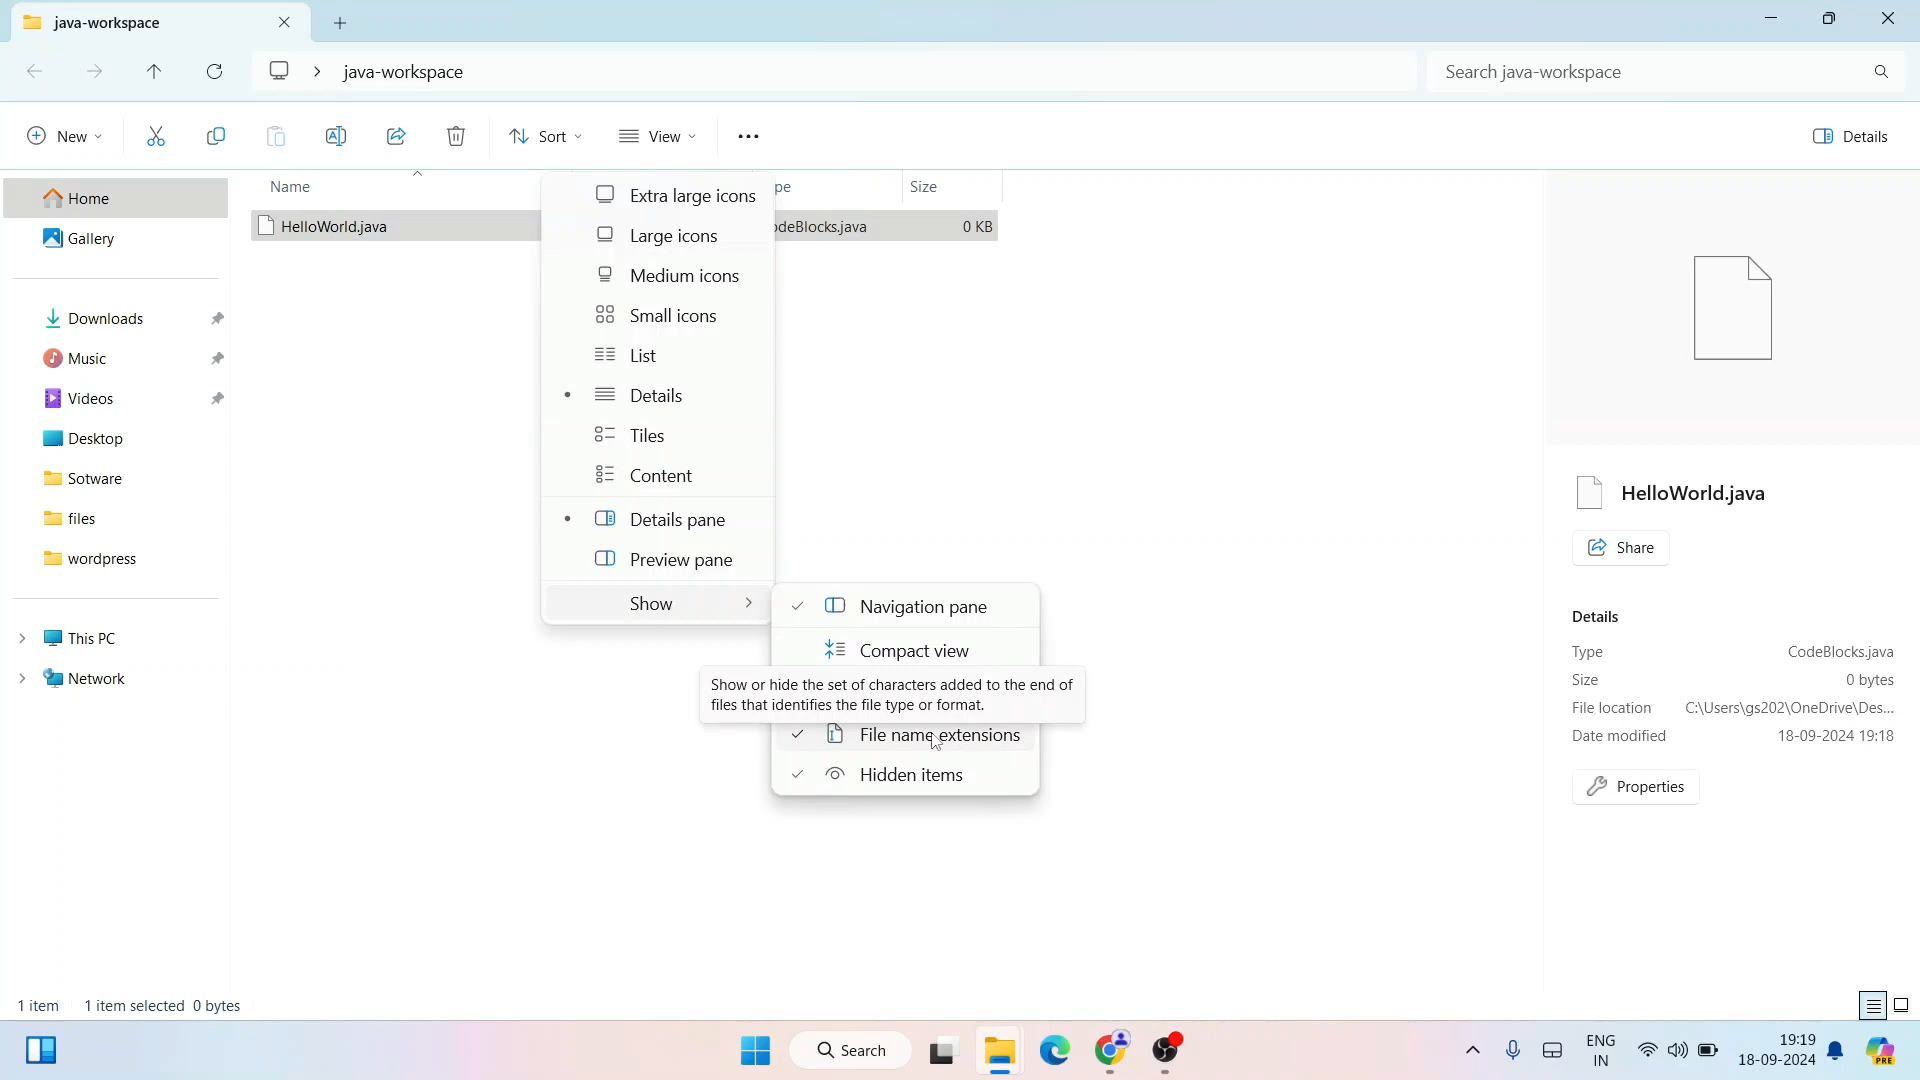 java-workspace
java-workspace
Search java-workspace
New
Sort
View
Details
Home
Gallery
Downloads
Music
Videos
Desktop
Sotware
files
wordpress
This PC
Network
Name
pe
Size
HelloWorld.java
deBlocks.java
0 KB
Extra large icons
Large icons
Medium icons
Small icons
List
Details
Tiles
Content
Details pane
Preview pane
Show
Navigation pane
Compact view
Show or hide the set of characters added to the end of
files that identifies the file type or format.
File name extensions
Hidden items
HelloWorld.java
Share
Details
Type CodeBlocks.java
Size 0 bytes
File location C:\Users\gs202\OneDrive\Des...
Date modified 18-09-2024 19:18
Properties
1 item 1 item selected 0 bytes
Search
ENG
IN
19:19
18-09-2024
PRE